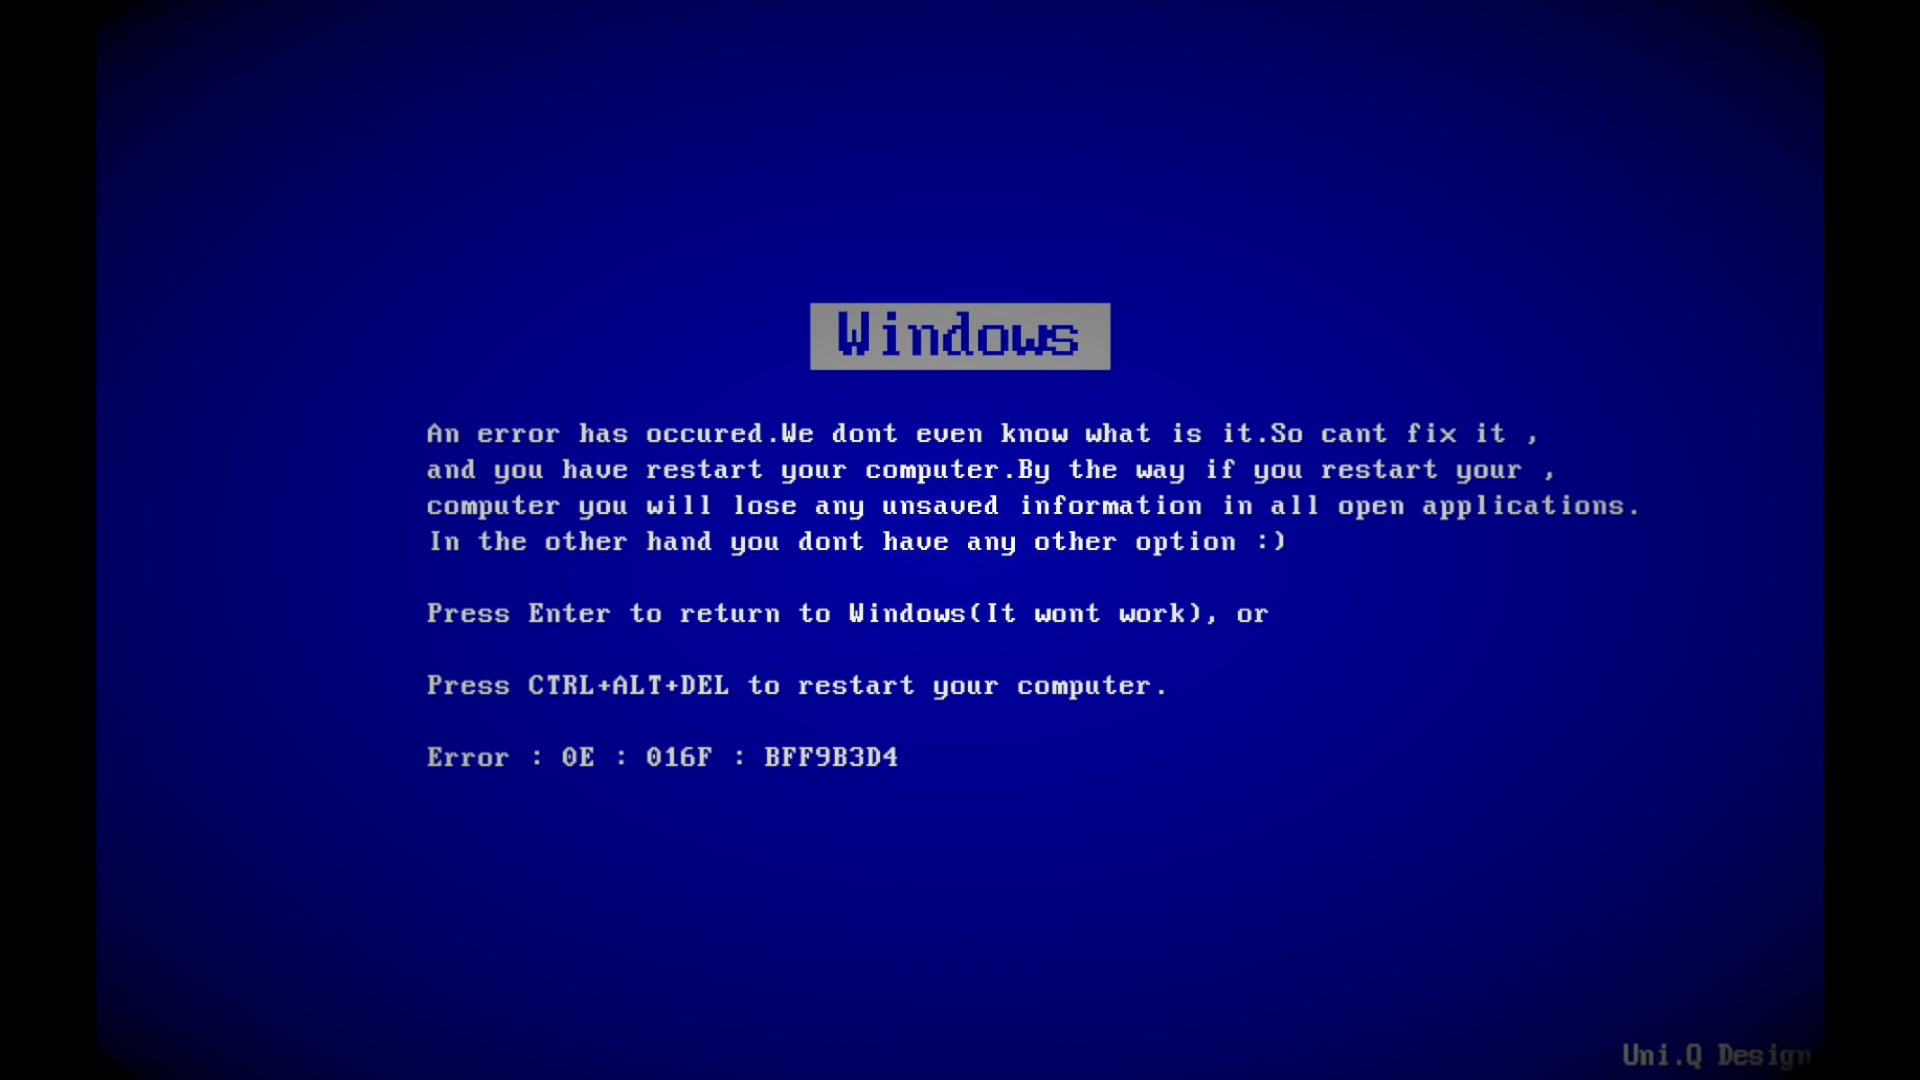 Windows
An error has occured.We dont even know what is it.So cant fix it ,
and you have restart your computer.By the way if you restart your ,
computer you will lose any unsaved information in all open applications.
In the other hand you dont have any other option :)
Press Enter to return to Windows(It wont work), or
Press CTRL+ALT+DEL to restart your computer.
Error : 0E : 016F : BFF9B3D4
Uni.Q Design